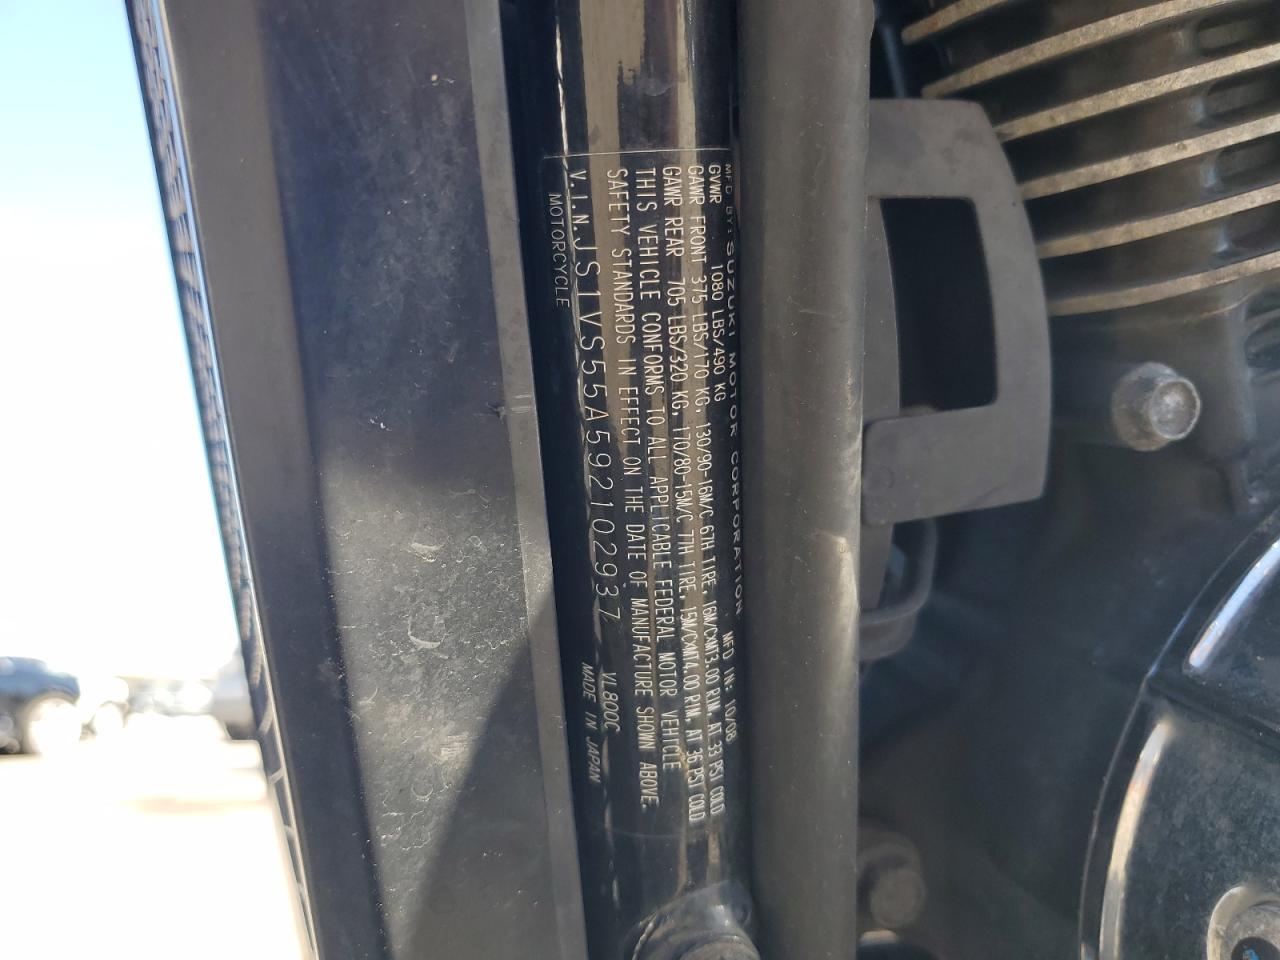 MFD BY: SUZUKI MOTOR CORPORATION MFD IN: 10/08
GVWR 1080 LBS/490 KG
GAWR FRONT 375 LBS/170 KG, 130/90-16M/C 67H TIRE, 16M/CXMT3.00 RIM, AT 33 PSI COLD
GAWR REAR 705 LBS/320 KG, 170/80-15M/C 77H TIRE, 15M/CXMT4.00 RIM, AT 36 PSI COLD
THIS VEHICLE CONFORMS TO ALL APPLICABLE FEDERAL MOTOR VEHICLE
SAFETY STANDARDS IN EFFECT ON THE DATE OF MANUFACTURE SHOWN ABOVE.
V.I.N. JS1VS55A592102937 VL800C
MOTORCYCLE MADE IN JAPAN